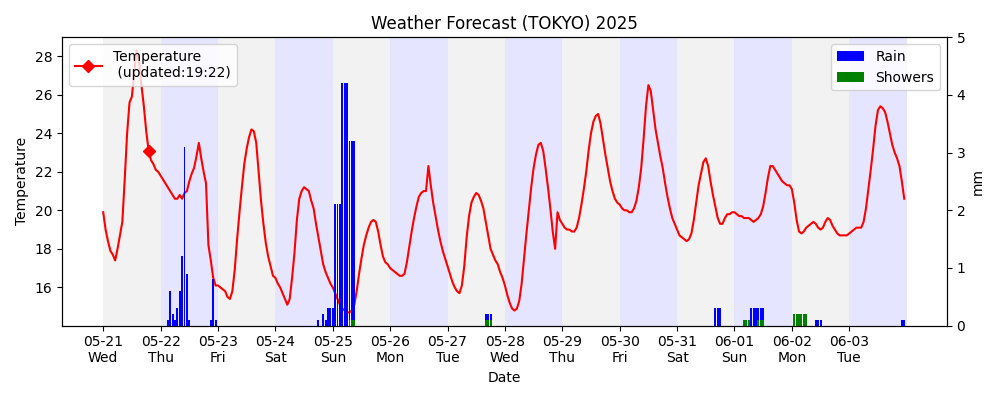 Weather Forecast (TOKYO) 2025
Temperature
(updated:19:22)
Rain
Showers
Temperature
28
26
24
22
20
18
16
5
4
3
2
1
0
mm
05-21 05-22 05-23 05-24 05-25 05-26 05-27 05-28 05-29 05-30 05-31 06-01 06-02 06-03
Wed Thu Fri Sat Sun Mon Tue Wed Thu Fri Sat Sun Mon Tue
Date